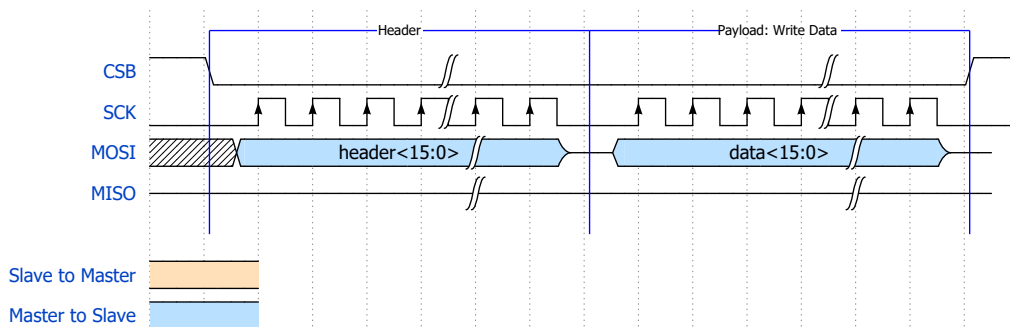 Header
Payload: Write Data
CSB
SCK
MOSI
header<15:0>
data<15:0>
MISO
Slave to Master
Master to Slave